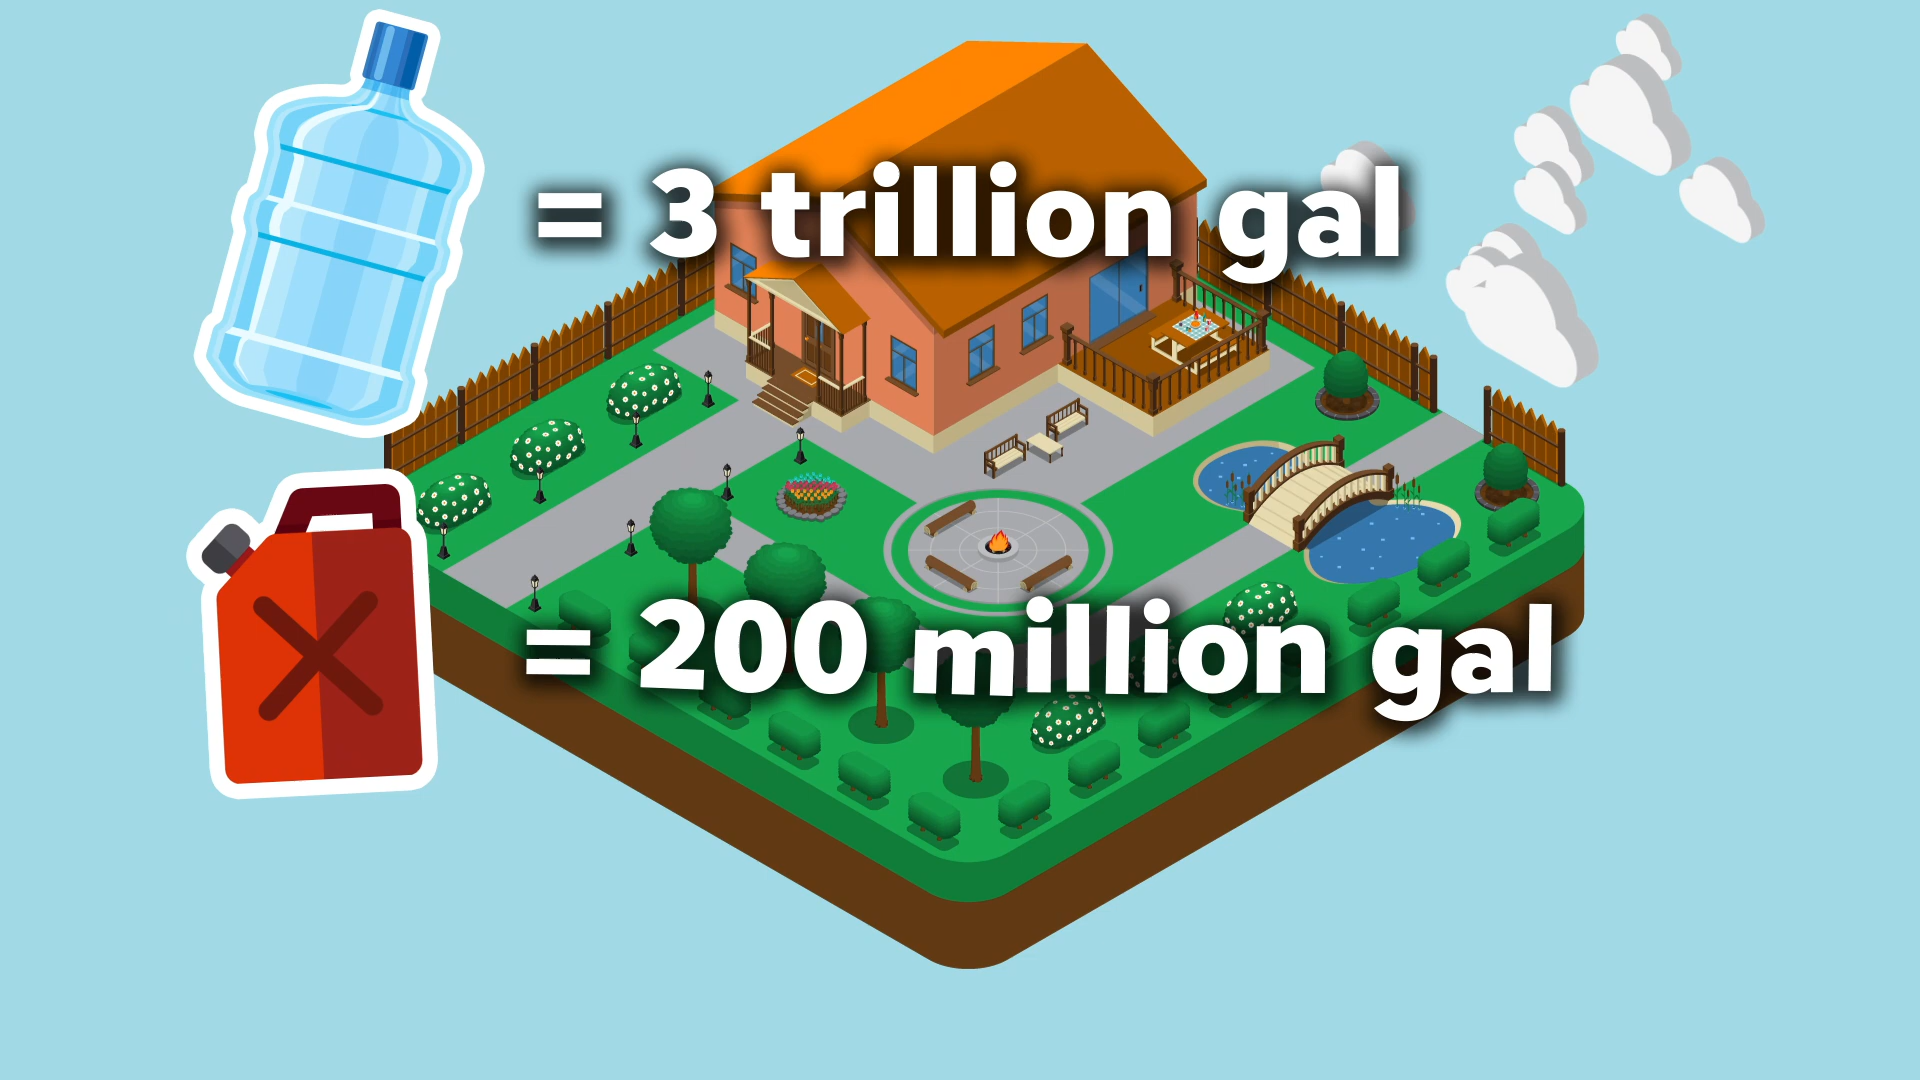 = 3 trillion gal
= 200 million gal